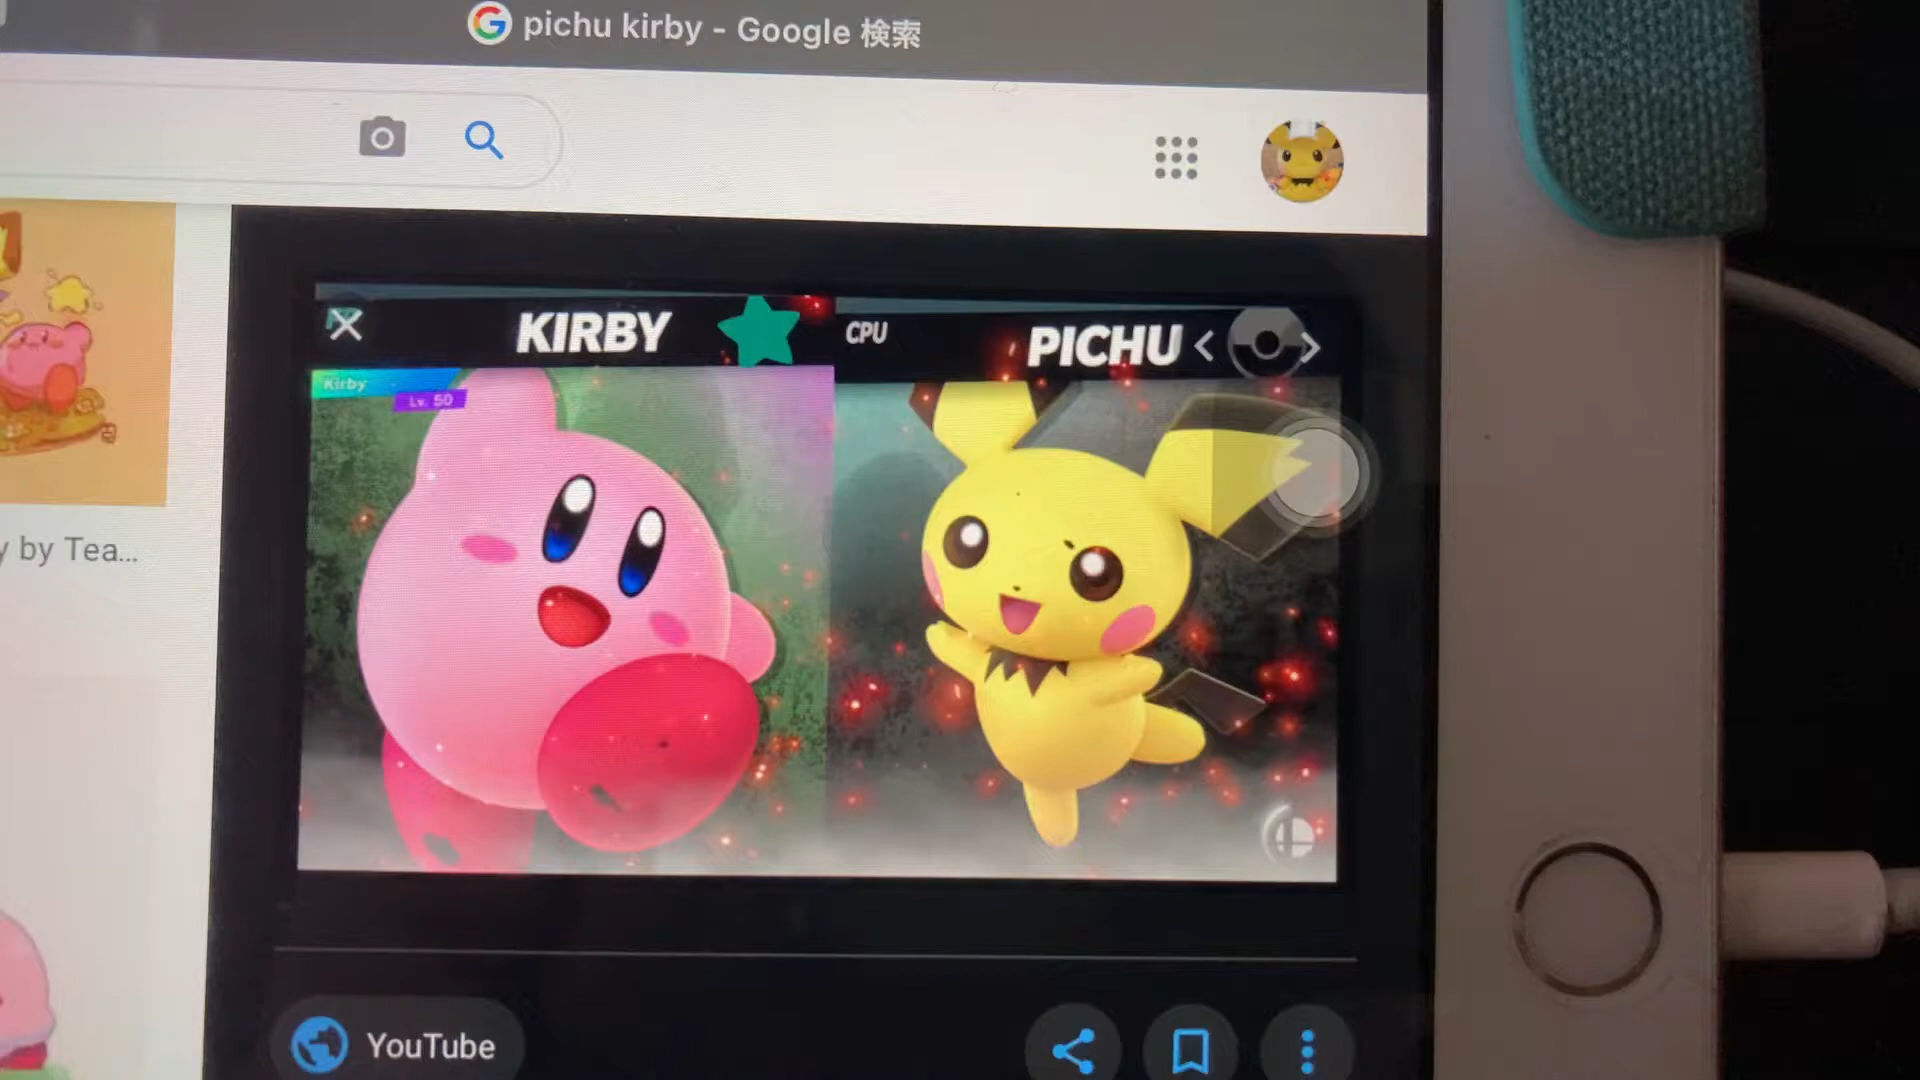 pichu kirby - Google 検索
KIRBY
CPU
PICHU
Kirby
Lv. 50
y by Tea...
YouTube